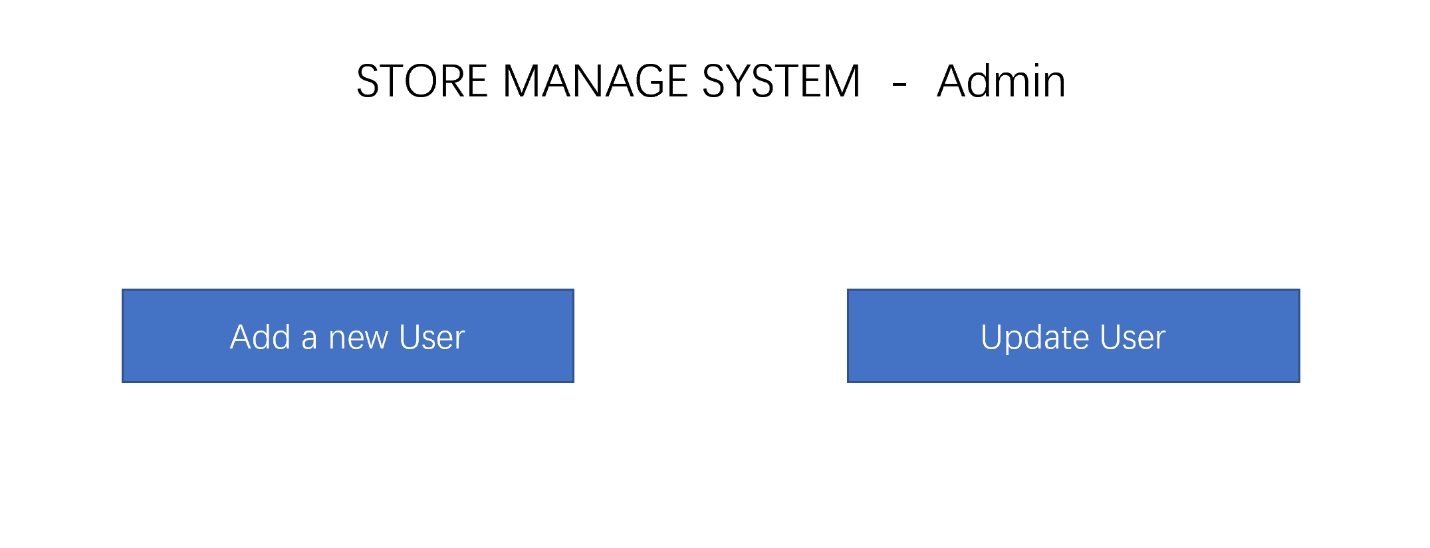 STORE MANAGE SYSTEM - Admin
Add a new User
Update User